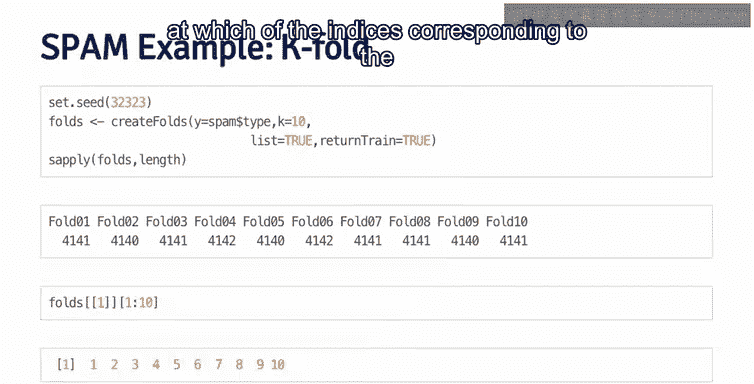 at which of the indices corresponding to
the
SPAM Example: K-fold
set.seed(32323)
folds <- createFolds(y=spam$type,k=10,
list=TRUE,returnTrain=TRUE)
sapply(folds,length)
Fold01 Fold02 Fold03 Fold04 Fold05 Fold06 Fold07 Fold08 Fold09 Fold10
4141 4140 4141 4142 4140 4142 4141 4141 4140 4141
folds[[1]][1:10]
[1] 1 2 3 4 5 6 7 8 9 10